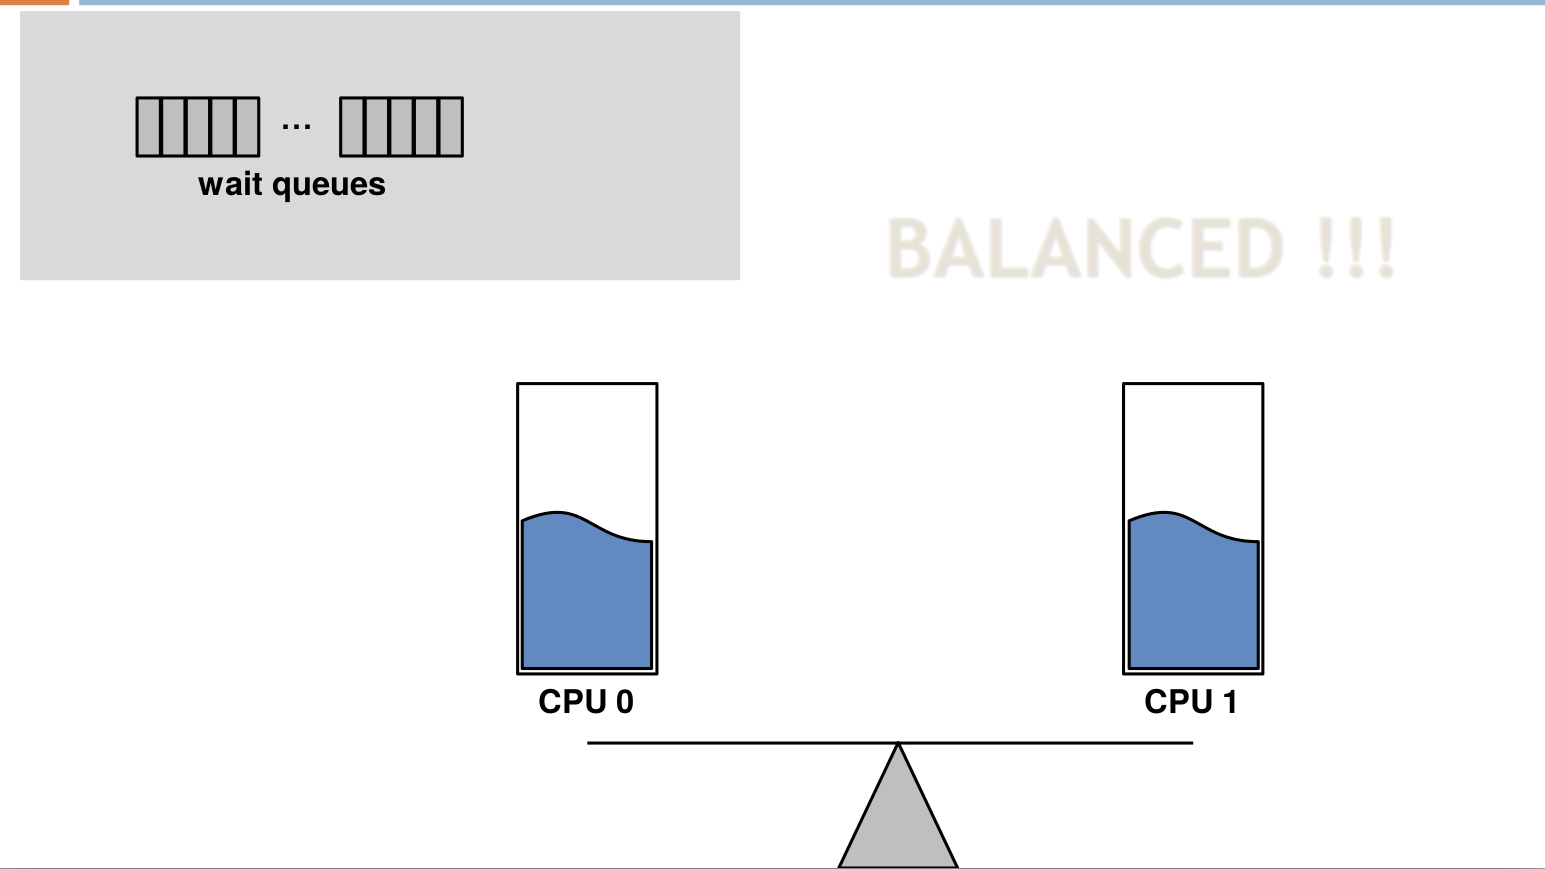 ...
wait queues
BALANCED !!!
CPU 0
CPU 1